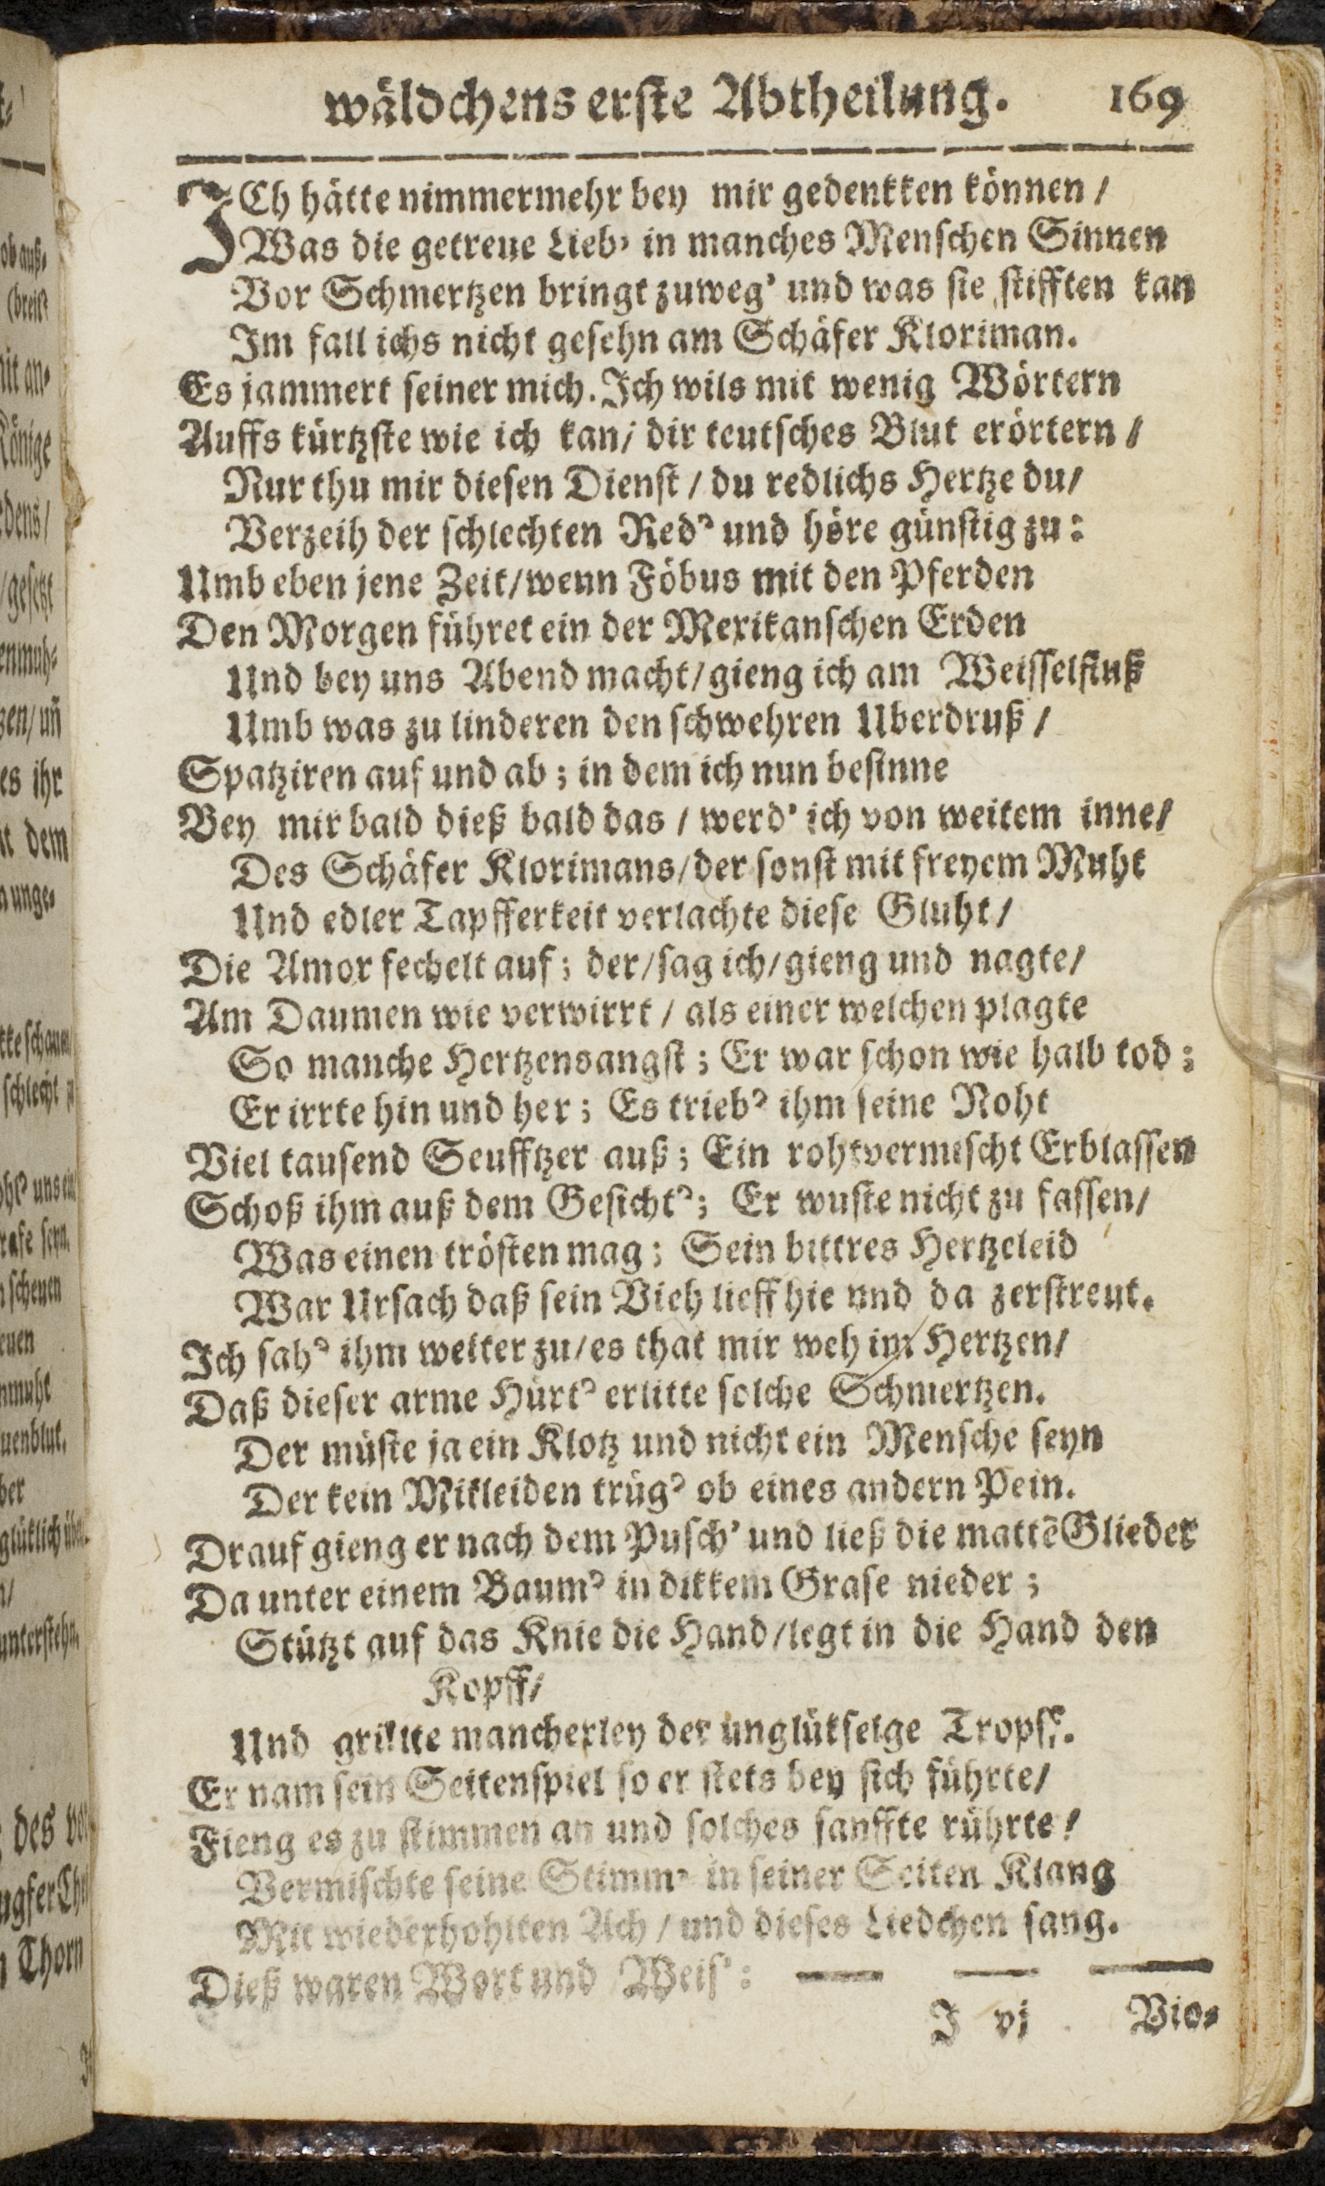 wäldchens erste Abtheilung. 169
ICh hätte nimmermehr bey mir gedenkken können /
Was die getreue Lieb' in manches Menschen Sinnen
Vor Schmertzen bringt zuweg' und was sie stifften kan
Im fall ichs nicht gesehn am Schäfer Kloriman.
Es jammert seiner mich. Ich wils mit wenig Wörtern
Auffs kürtzste wie ich kan/ dir teutsches Blut erörtern /
Nur thu mir diesen Dienst / du redlichs Hertze du/
Verzeih der schlechten Red' und höre günstig zu:
Umb eben jene Zeit/wenn Föbus mit den Pferden
Den Morgen führet ein der Mexikanschen Erden
Und bey uns Abend macht/gieng ich am Weisselfluß
Umb was zu linderen den schwehren Uberdruß /
Spatziren auf und ab; in dem ich nun besinne
Bey mir bald dieß bald das / werd' ich von weitem inne/
Des Schäfer Klorimans/der sonst mit freyem Muht
Und edler Tapfferkeit verlachte diese Gluht/
Die Amor fechelt auf; der/sag ich/gieng und nagte/
Am Daumen wie verwirrt / als einer welchen plagte
So manche Hertzensangst; Er war schon wie halb tod;
Er irrte hin und her; Es trieb' ihm seine Noht
Viel tausend Seufftzer auß; Ein rohtvermischt Erblassen
Schoß ihm auß dem Gesicht'; Er wuste nicht zu fassen/
Was einen trösten mag; Sein bittres Hertzeleid
War Ursach daß sein Vieh lieff hie und da zerstreut.
Ich sah' ihm weiter zu/es that mir weh im Hertzen/
Daß dieser arme Hürt' erlitte solche Schmertzen.
Der müste ja ein Klotz und nicht ein Mensche seyn
Der kein Mitleiden trüg' ob eines andern Pein.
Drauf gieng er nach dem Pusch' und ließ die mattē Glieder
Da unter einem Baum' in dikkem Grase nieder;
Stützt auf das Knie die Hand/legt in die Hand den
Kopff/
Und grillte mancherley der unglükselge Tropff.
Er nam sein Seitenspiel so er stets bey sich führte/
Fieng es zu stimmen an und solches sanffte rührte/
Vermischte seine Stimm' in seiner Seiten Klang
Mit wiederhohlten Ach / und dieses Liedchen sang.
Dieß waren Wort und Weis':
I vj Vio-